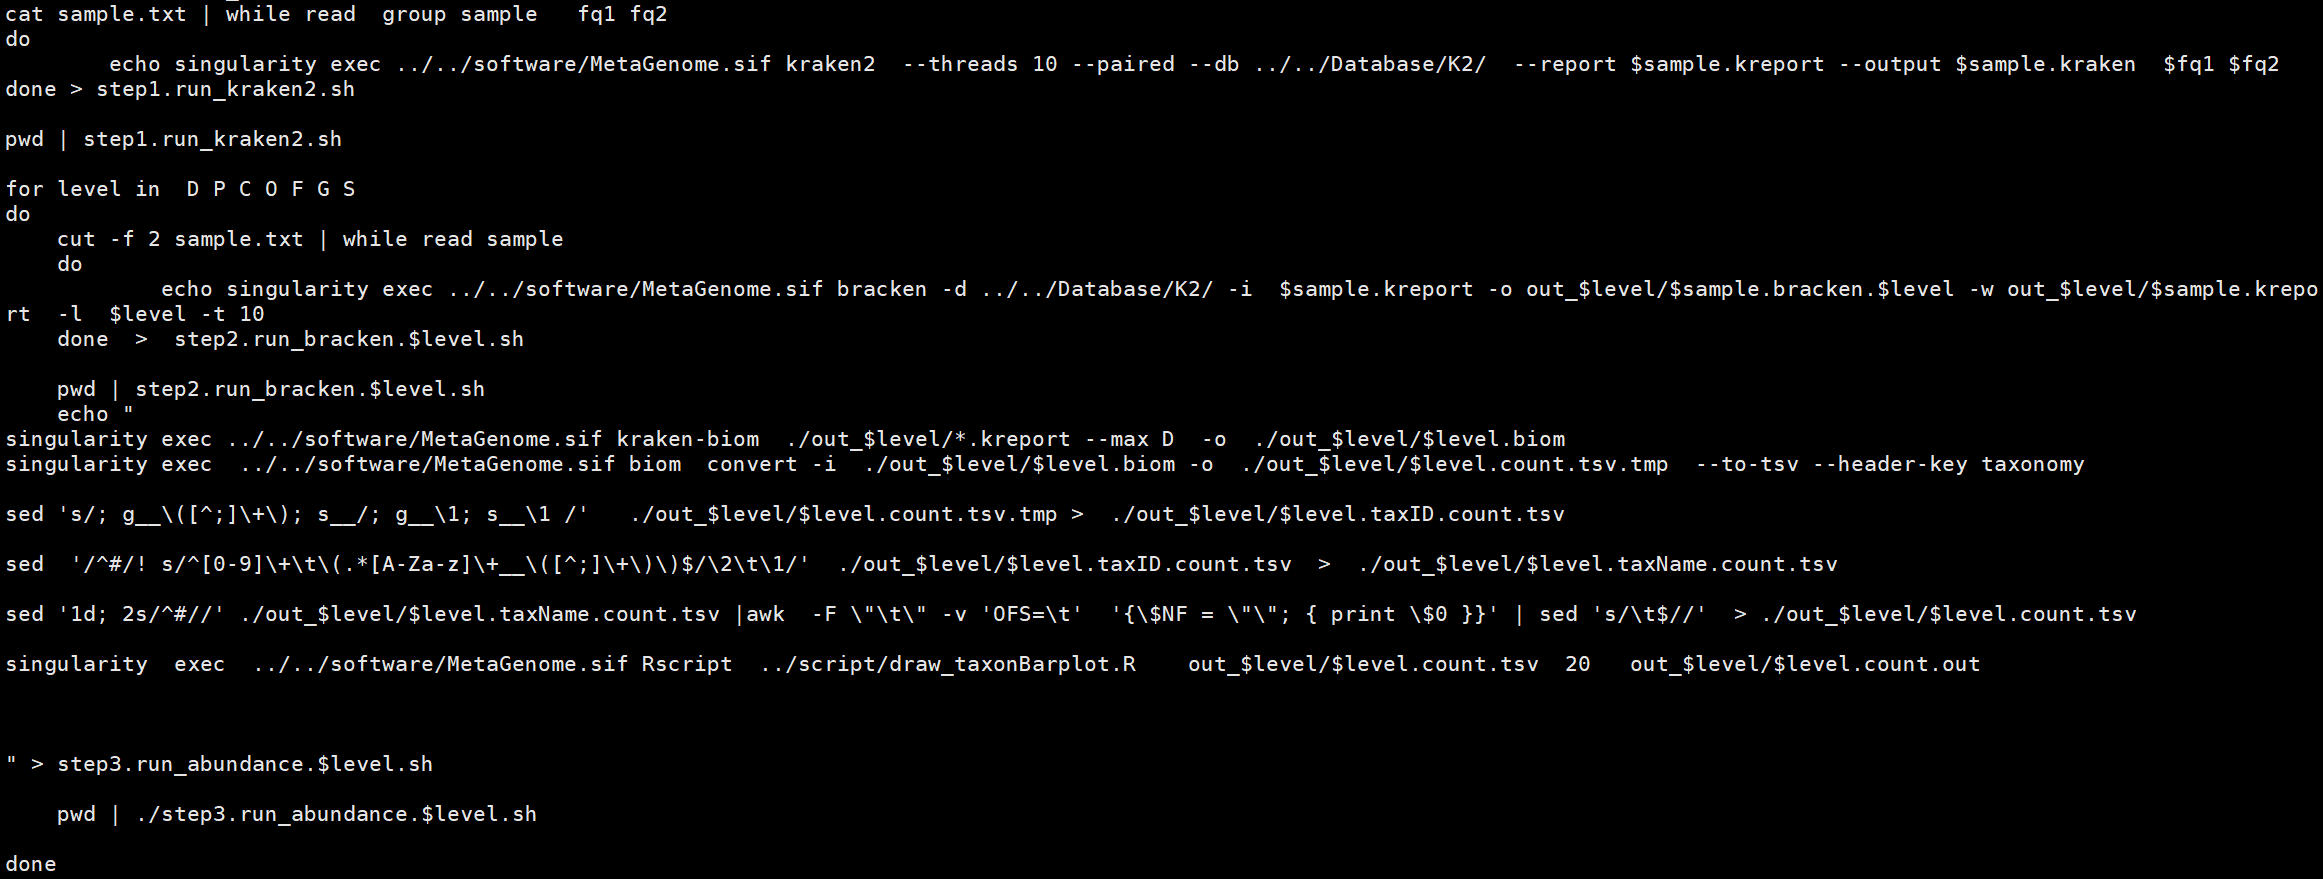 cat sample.txt | while read  group sample   fq1 fq2
do
        echo singularity exec ../../software/MetaGenome.sif kraken2  --threads 10 --paired --db ../../Database/K2/  --report $sample.kreport --output $sample.kraken  $fq1 $fq2
done > step1.run_kraken2.sh
pwd | step1.run_kraken2.sh
for level in  D P C O F G S
do
    cut -f 2 sample.txt | while read sample
    do
            echo singularity exec ../../software/MetaGenome.sif bracken -d ../../Database/K2/ -i  $sample.kreport -o out_$level/$sample.bracken.$level -w out_$level/$sample.krepo
rt  -l  $level -t 10
    done  >  step2.run_bracken.$level.sh
    pwd | step2.run_bracken.$level.sh
    echo "
singularity exec ../../software/MetaGenome.sif kraken-biom  ./out_$level/*.kreport --max D  -o  ./out_$level/$level.biom
singularity exec  ../../software/MetaGenome.sif biom  convert -i  ./out_$level/$level.biom -o  ./out_$level/$level.count.tsv.tmp  --to-tsv --header-key taxonomy
sed 's/; g__\([^;]\+\); s__/; g__\1; s__\1 /'   ./out_$level/$level.count.tsv.tmp >  ./out_$level/$level.taxID.count.tsv
sed  '/^#/! s/^[0-9]\+\t\(.*[A-Za-z]\+__\([^;]\+\)\)$/\2\t\1/'  ./out_$level/$level.taxID.count.tsv  >  ./out_$level/$level.taxName.count.tsv
sed '1d; 2s/^#//' ./out_$level/$level.taxName.count.tsv |awk  -F \"\t\" -v 'OFS=\t'  '{\$NF = \"\"; { print \$0 }}' | sed 's/\t$//'  > ./out_$level/$level.count.tsv
singularity  exec  ../../software/MetaGenome.sif Rscript  ../script/draw_taxonBarplot.R    out_$level/$level.count.tsv  20   out_$level/$level.count.out
" > step3.run_abundance.$level.sh
    pwd | ./step3.run_abundance.$level.sh
done